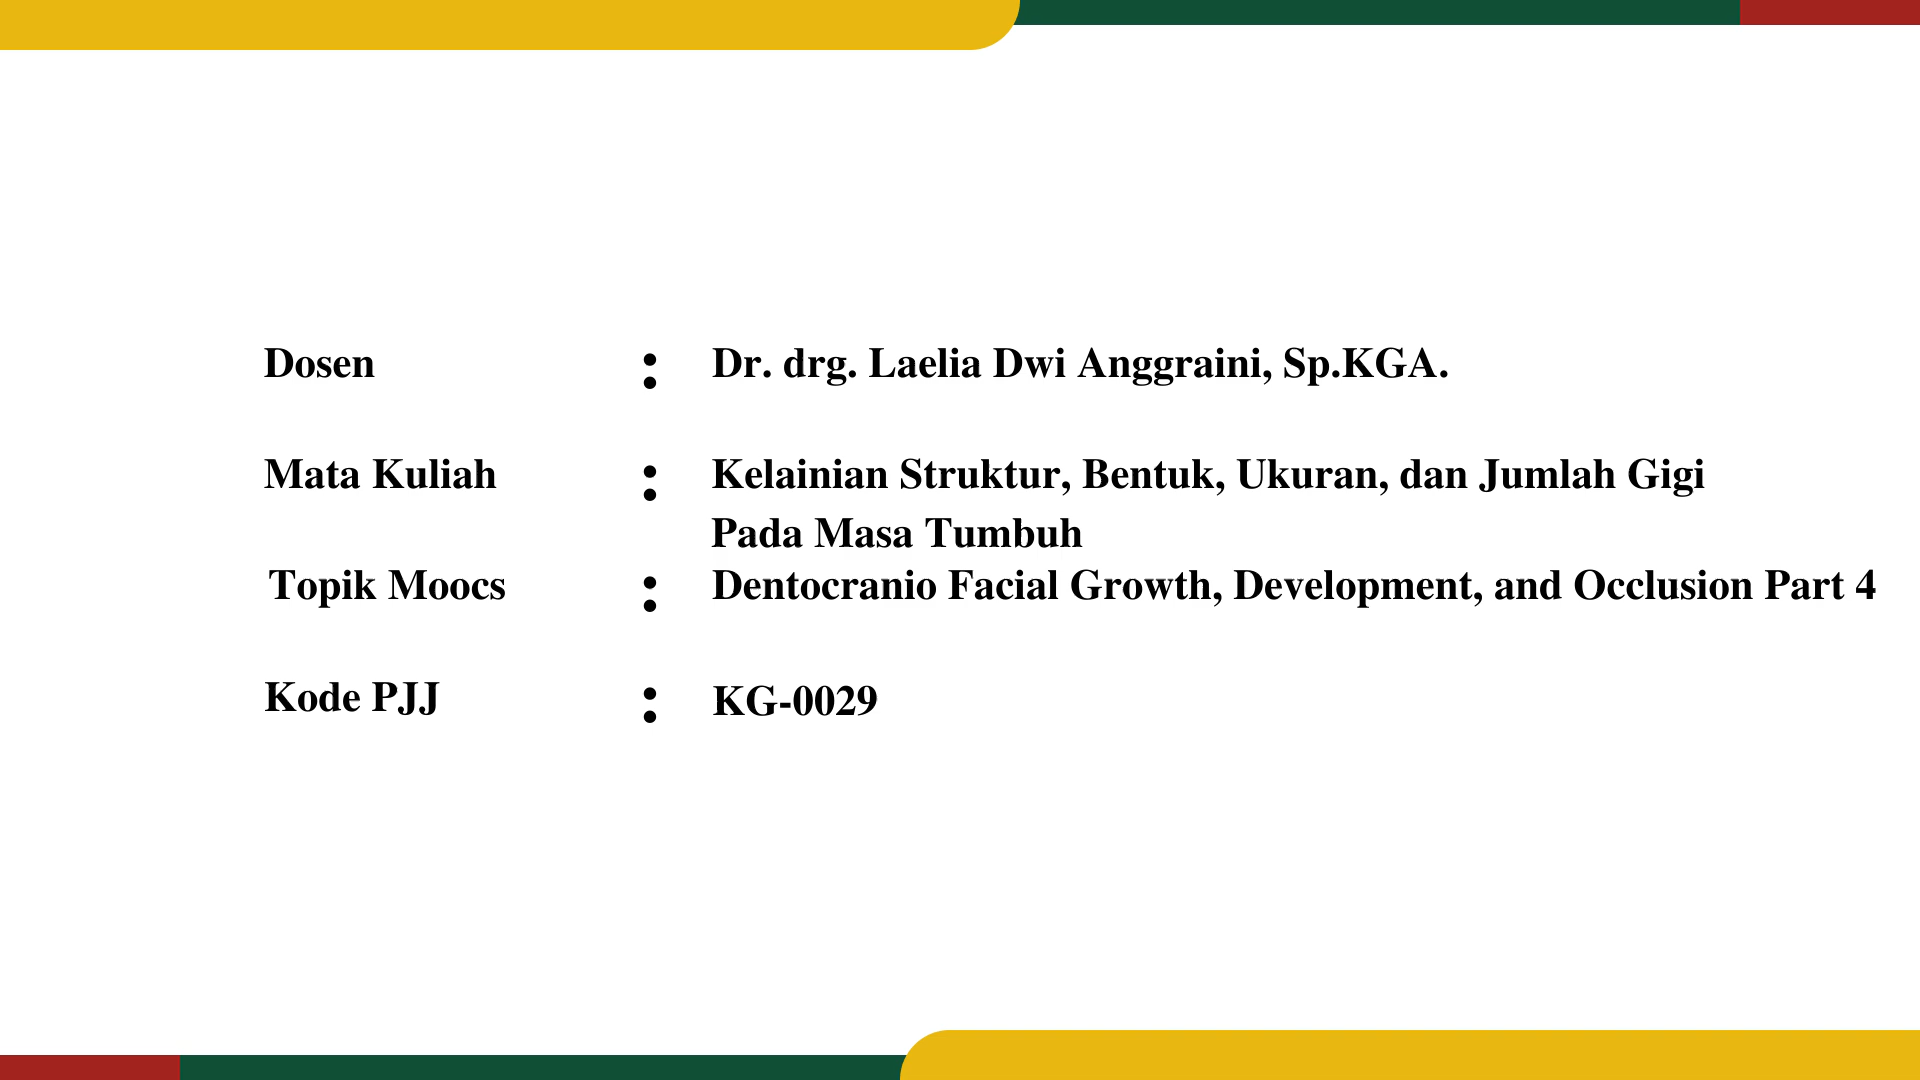 Dosen : Dr. drg. Laelia Dwi Anggraini, Sp.KGA.
Mata Kuliah : Kelainian Struktur, Bentuk, Ukuran, dan Jumlah Gigi
Pada Masa Tumbuh
Topik Moocs : Dentocranio Facial Growth, Development, and Occlusion Part 4
Kode PJJ : KG-0029